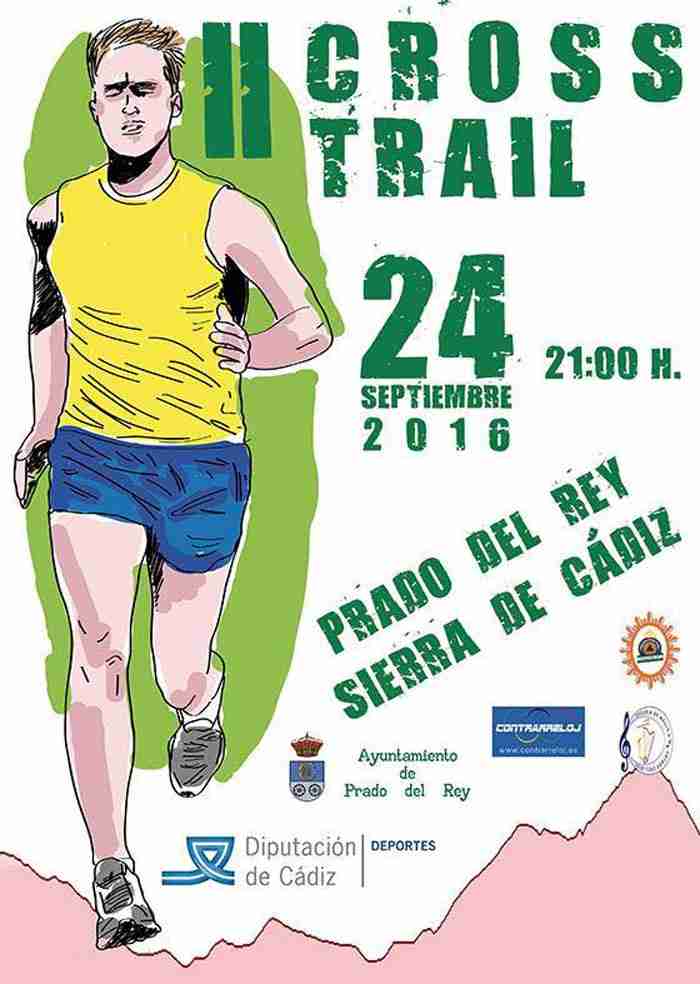 II CROSS
TRAIL
24
SEPTIEMBRE
2016
21:00 H.
PRADO DEL REY
SIERRA DE CÁDIZ
CONTRARRELOJ
www.contrarreloj.es
Ayuntamiento
de
Prado del Rey
Diputación
de Cádiz
DEPORTES